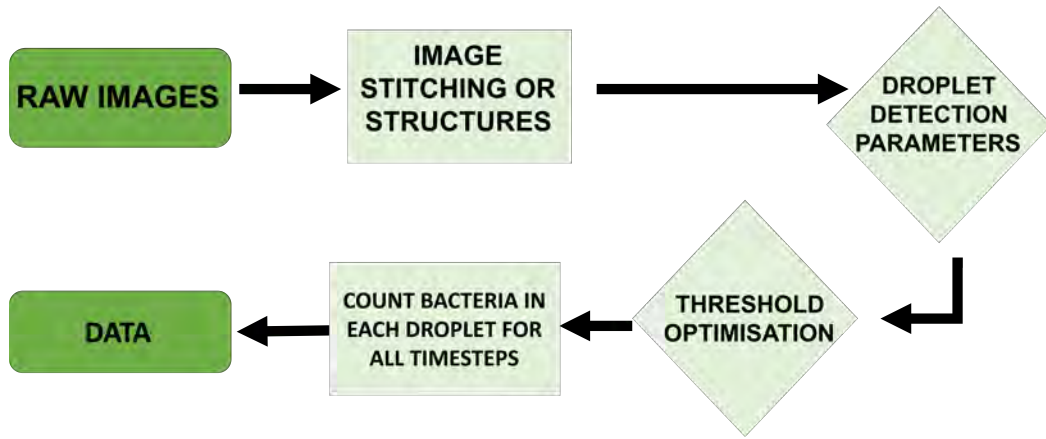 RAW IMAGES
IMAGE
STITCHING OR
STRUCTURES
DROPLET
DETECTION
PARAMETERS
THRESHOLD
OPTIMISATION
COUNT BACTERIA IN
EACH DROPLET FOR
ALL TIMESTEPS
DATA